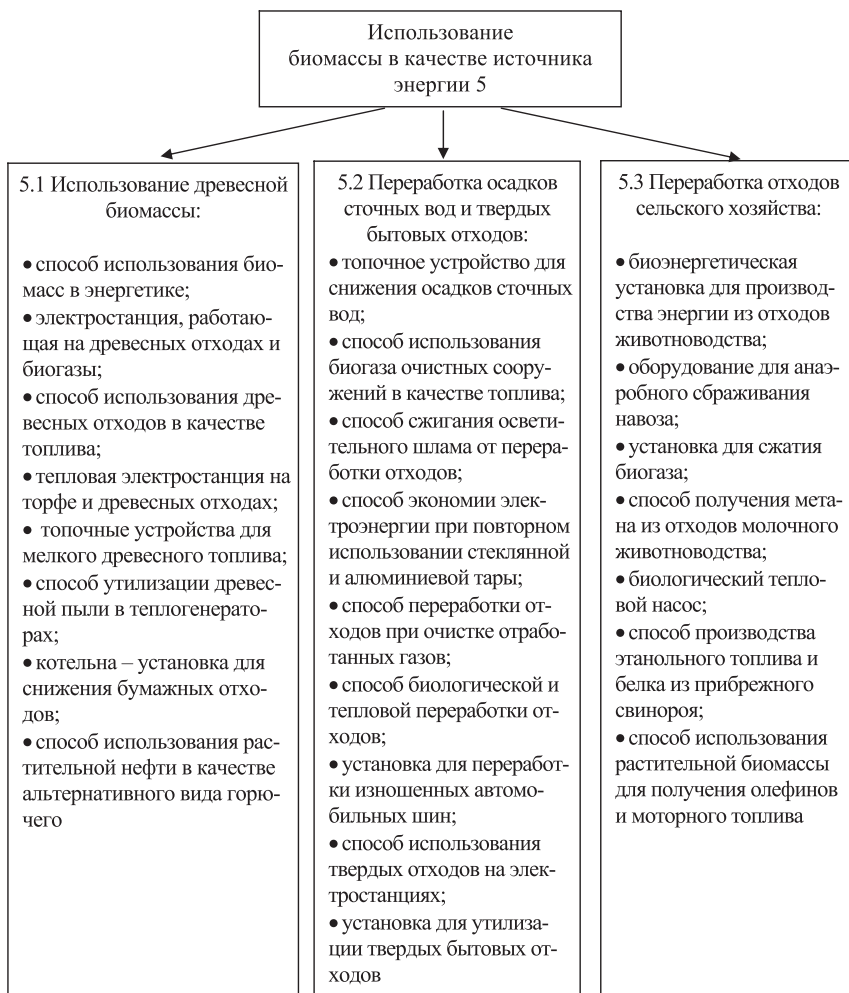 Использование
биомассы в качестве источника
энергии 5
5.1 Использование древесной
биомассы:
• способ использования био-
масс в энергетике;
• электростанция, работаю-
щая на древесных отходах и
биогазы;
• способ использования дре-
весных отходов в качестве
топлива;
• тепловая электростанция на
торфе и древесных отходах;
• топочные устройства для
мелкого древесного топлива;
• способ утилизации древес-
ной пыли в теплогенерато-
рах;
• котельна – установка для
снижения бумажных отхо-
дов;
• способ использования рас-
тительной нефти в качестве
альтернативного вида горю-
чего
5.2 Переработка осадков
сточных вод и твердых
бытовых отходов:
• топочное устройство для
снижения осадков сточных
вод;
• способ использования
биогаза очистных соору-
жений в качестве топлива;
• способ сжигания осветли-
тельного шлама от перера-
ботки отходов;
• способ экономии элек-
троэнергии при повторном
использовании стеклянной
и алюминиевой тары;
• способ переработки от-
ходов при очистке отрабо-
танных газов;
• способ биологической и
тепловой переработки от-
ходов;
• установка для переработ-
ки изношенных автомо-
бильных шин;
• способ использования
твердых отходов на элек-
тростанциях;
• установка для утилиза-
ции твердых бытовых от-
ходов
5.3 Переработка отходов
сельского хозяйства:
• биоэнергетическая
установка для производ-
ства энергии из отходов
животноводства;
• оборудование для анаэ-
робного сбраживания
навоза;
• установка для сжатия
биогаза;
• способ получения мета-
на из отходов молочного
животноводства;
• биологический тепло-
вой насос;
• способ производства
этанольного топлива и
белка из прибрежного
свинороя;
• способ использования
растительной биомассы
для получения олефинов
и моторного топлива